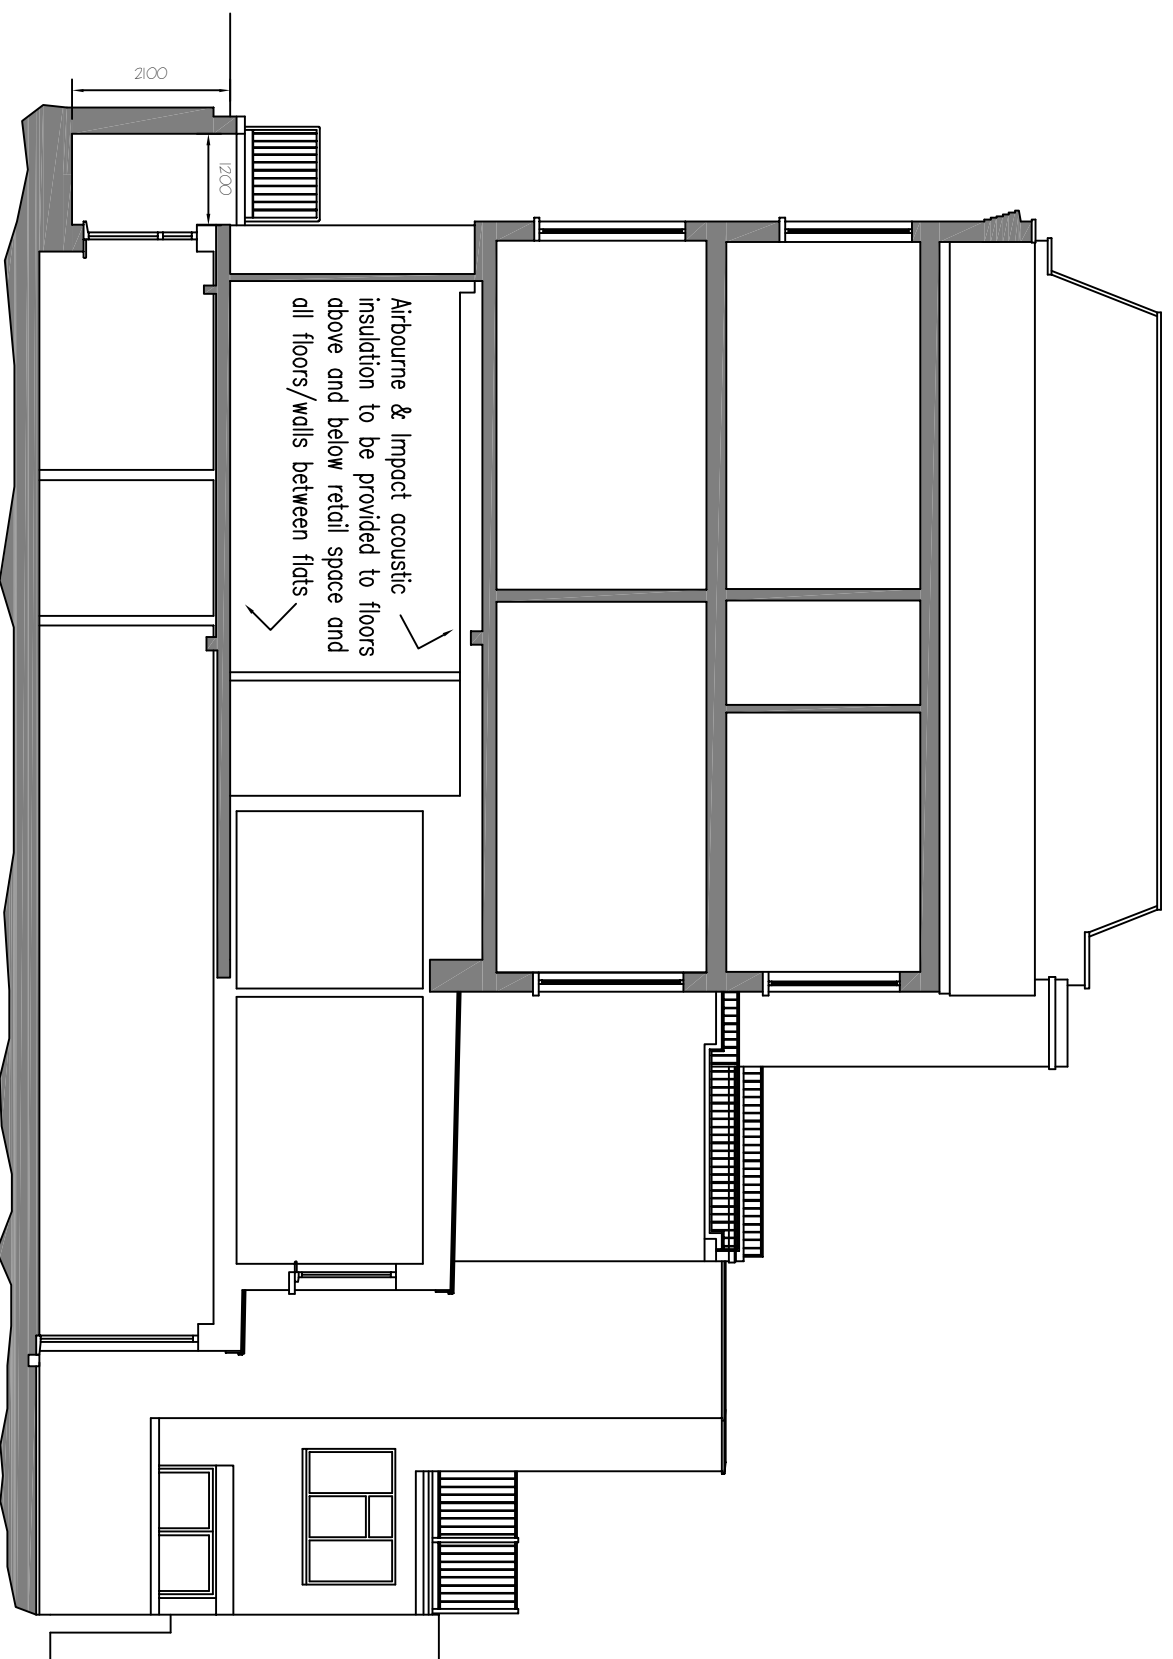 2100
1200
Airbourne & Impact acoustic
insulation to be provided to floors
above and below retail space and
all floors/walls between flats